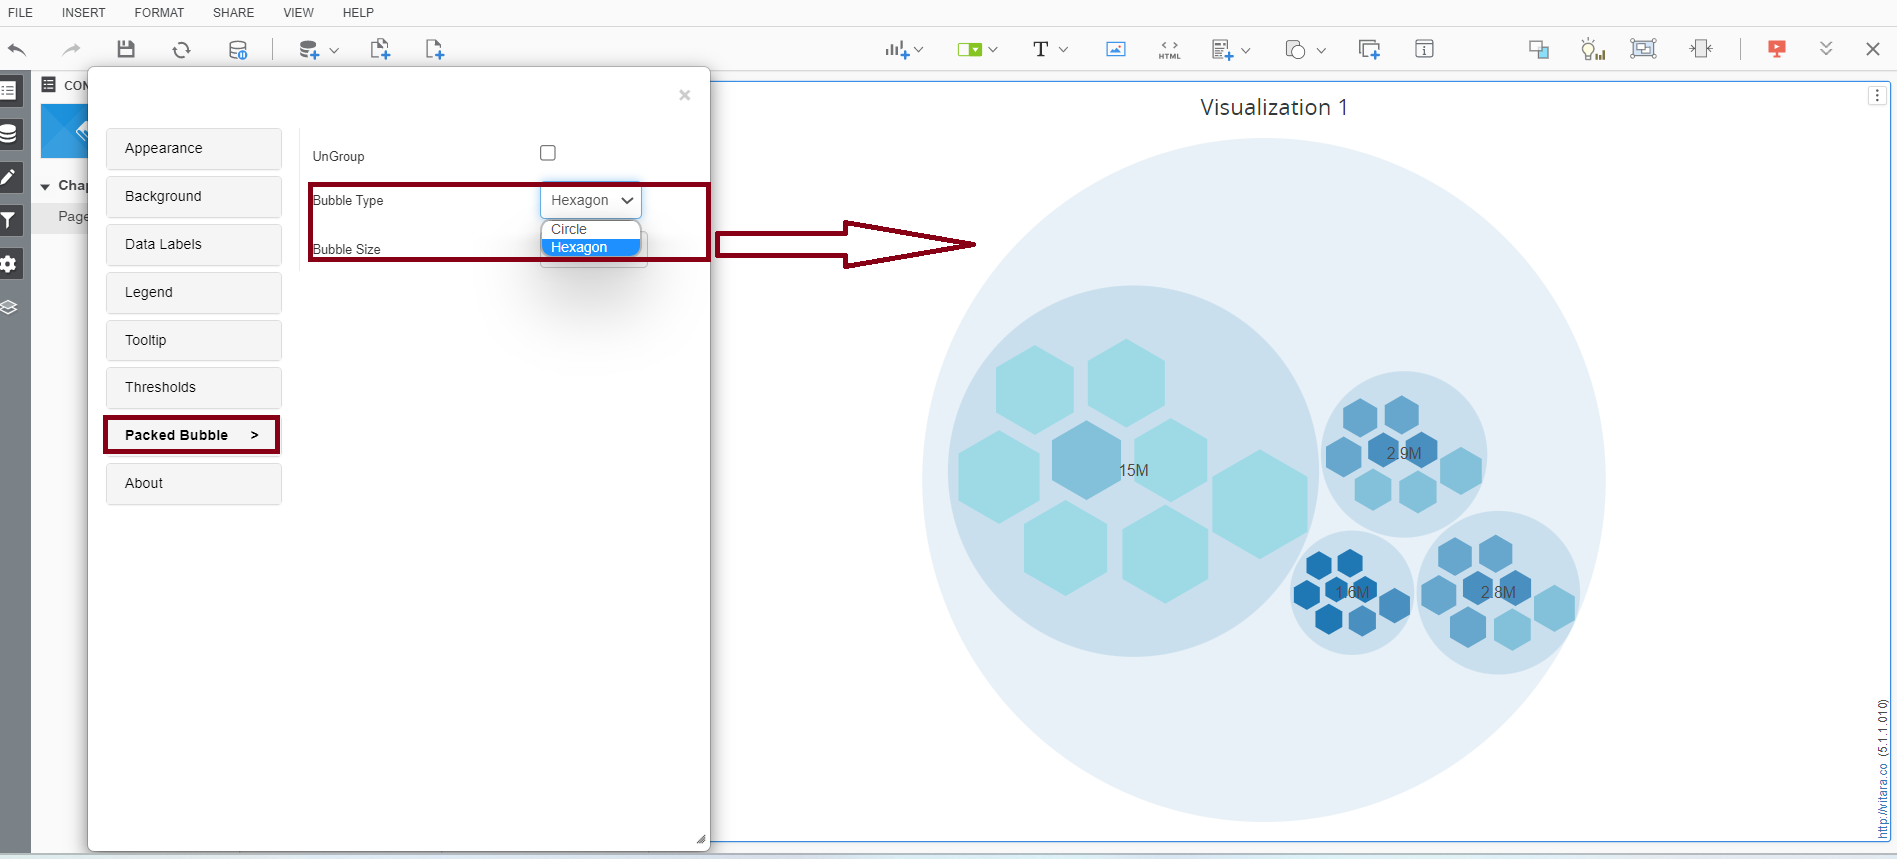 FILE INSERT FORMAT SHARE VIEW HELP
T
HTML
CON
Chap
Page
×
Appearance
Background
Data Labels
Legend
Tooltip
Thresholds
Packed Bubble >
About
UnGroup
Bubble Type Hexagon
Circle
Hexagon
Bubble Size
Visualization 1
15M
2.9M
1.6M
2.8M
http://vitara.co (5.1.1.010)